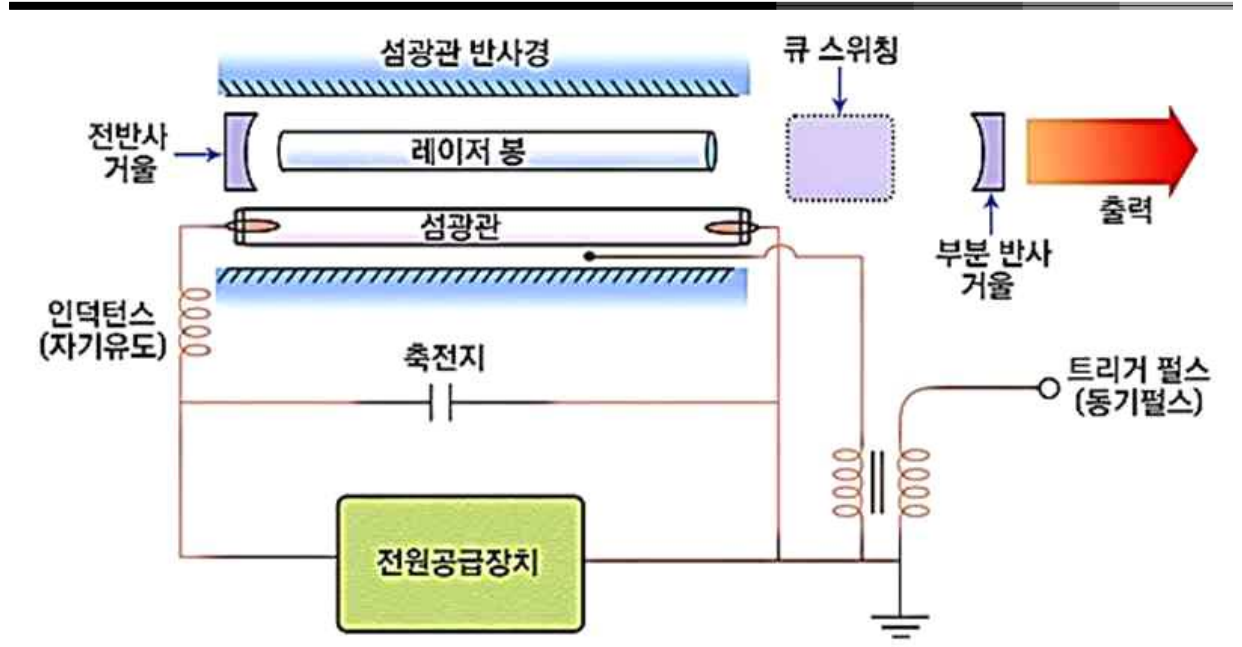 섬광관 반사경
큐 스위칭
전반사
거울
레이저 봉
출력
섬광관
부분 반사
거울
인덕턴스
(자기유도)
축전지
트리거 펄스
(동기펄스)
전원공급장치